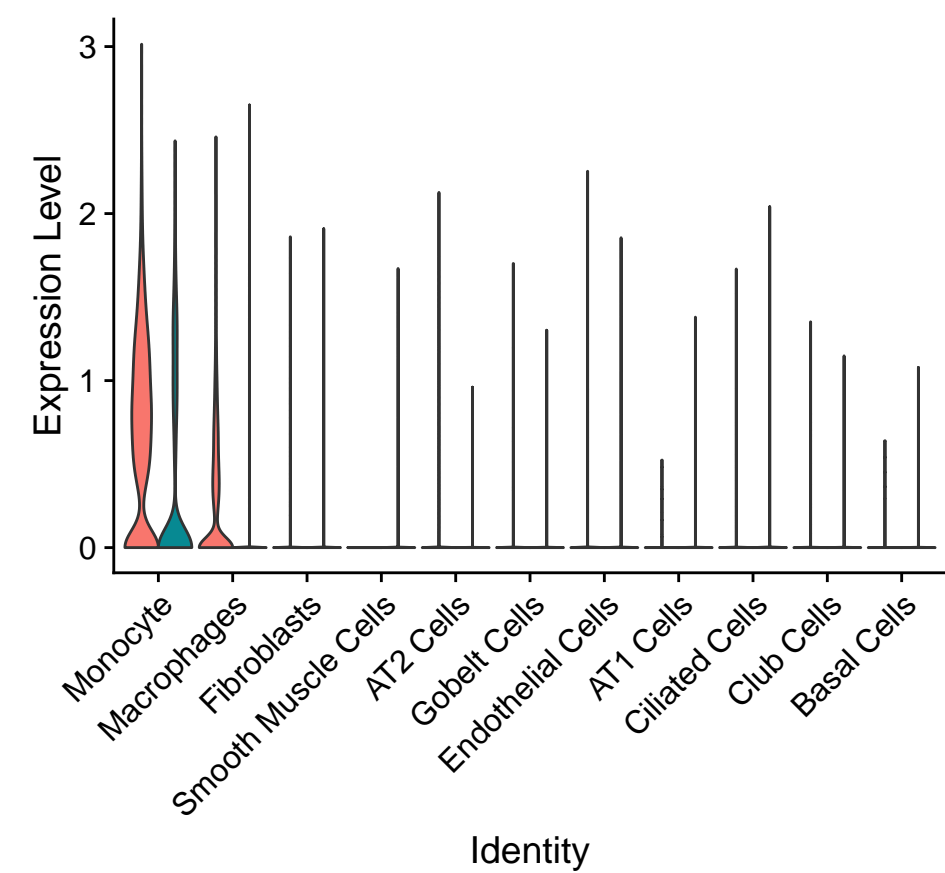 Expression Level
3
2
1
0
Monocyte
Macrophages
Fibroblasts
Smooth Muscle Cells
AT2 Cells
Gobelt Cells
Endothelial Cells
AT1 Cells
Ciliated Cells
Club Cells
Basal Cells
Identity